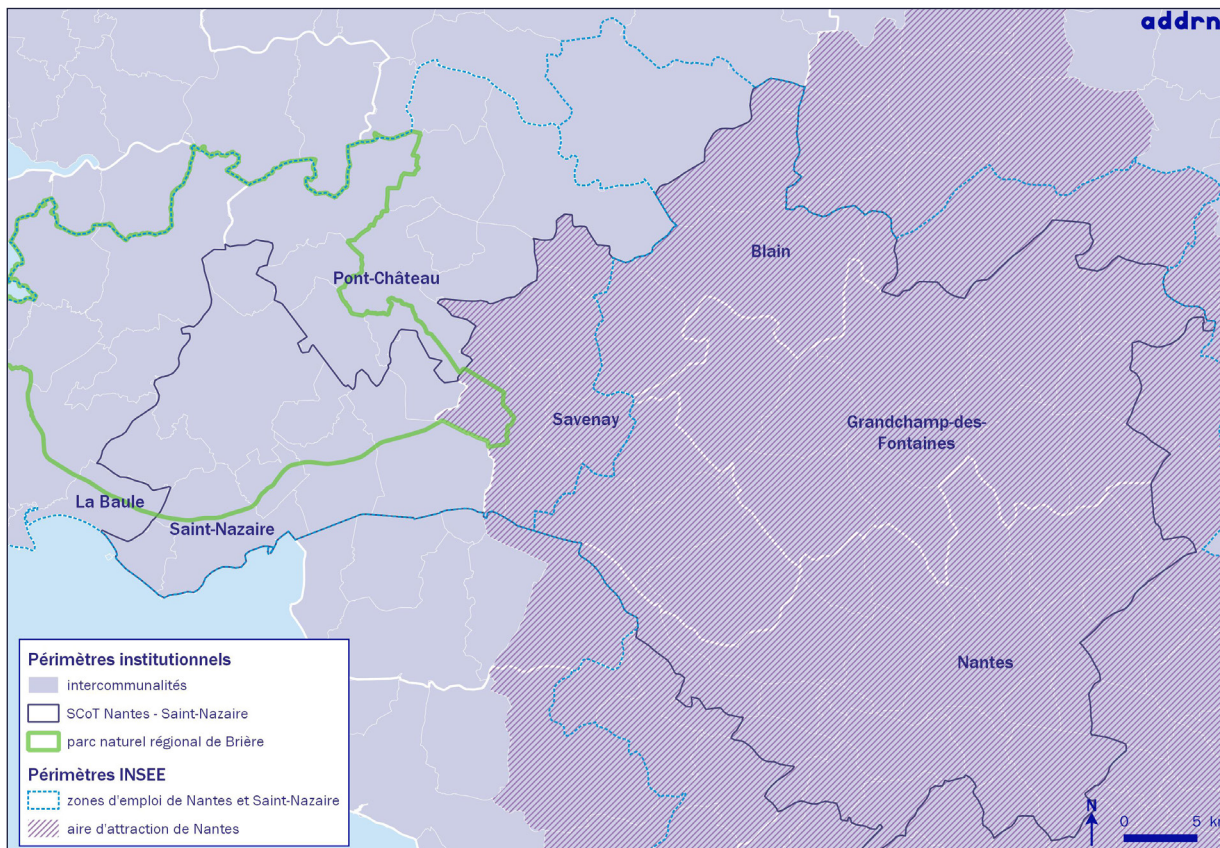 addrn
Pont-Château
Blain
Savenay
Grandchamp-des-
Fontaines
La Baule
Saint-Nazaire
Nantes
Périmètres institutionnels
intercommunalités
SCoT Nantes - Saint-Nazaire
parc naturel régional de Brière
Périmètres INSEE
zones d'emploi de Nantes et Saint-Nazaire
aire d'attraction de Nantes
N
0 5 km